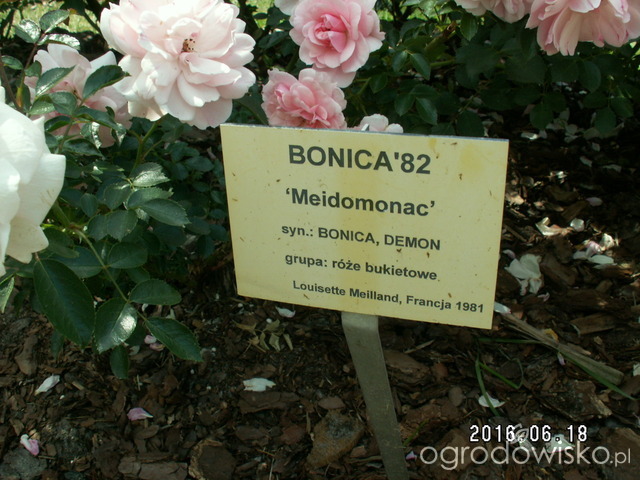 BONICA'82
‘Meidomonac’
syn.: BONICA, DEMON
grupa: róże bukietowe
Louisette Meilland, Francja 1981
2016.06.18
ogrodowisko.pl